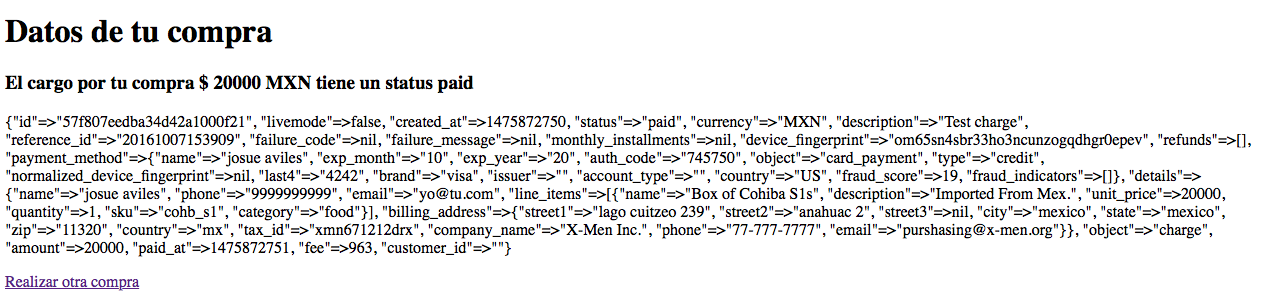 Datos de tu compra
El cargo por tu compra $ 20000 MXN tiene un status paid
{"id"=>"57f807eedba34d42a1000f21", "livemode"=>false, "created_at"=>1475872750, "status"=>"paid", "currency"=>"MXN", "description"=>"Test charge",
"reference_id"=>"20161007153909", "failure_code"=>nil, "failure_message"=>nil, "monthly_installments"=>nil, "device_fingerprint"=>"om65sn4sbr33ho3ncunzogqdhgr0epev", "refunds"=>[],
"payment_method"=>{"name"=>"josue aviles", "exp_month"=>"10", "exp_year"=>"20", "auth_code"=>"745750", "object"=>"card_payment", "type"=>"credit",
"normalized_device_fingerprint"=>nil, "last4"=>"4242", "brand"=>"visa", "issuer"=>"", "account_type"=>"", "country"=>"US", "fraud_score"=>19, "fraud_indicators"=>[]}, "details"=>
{"name"=>"josue aviles", "phone"=>"9999999999", "email"=>"yo@tu.com", "line_items"=>[{"name"=>"Box of Cohiba S1s", "description"=>"Imported From Mex.", "unit_price"=>20000,
"quantity"=>1, "sku"=>"cohb_s1", "category"=>"food"}], "billing_address"=>{"street1"=>"lago cuitzeo 239", "street2"=>"anahuac 2", "street3"=>nil, "city"=>"mexico", "state"=>"mexico",
"zip"=>"11320", "country"=>"mx", "tax_id"=>"xmn671212drx", "company_name"=>"X-Men Inc.", "phone"=>"77-777-7777", "email"=>"purshasing@x-men.org"}}, "object"=>"charge",
"amount"=>20000, "paid_at"=>1475872751, "fee"=>963, "customer_id"=>""}
Realizar otra compra